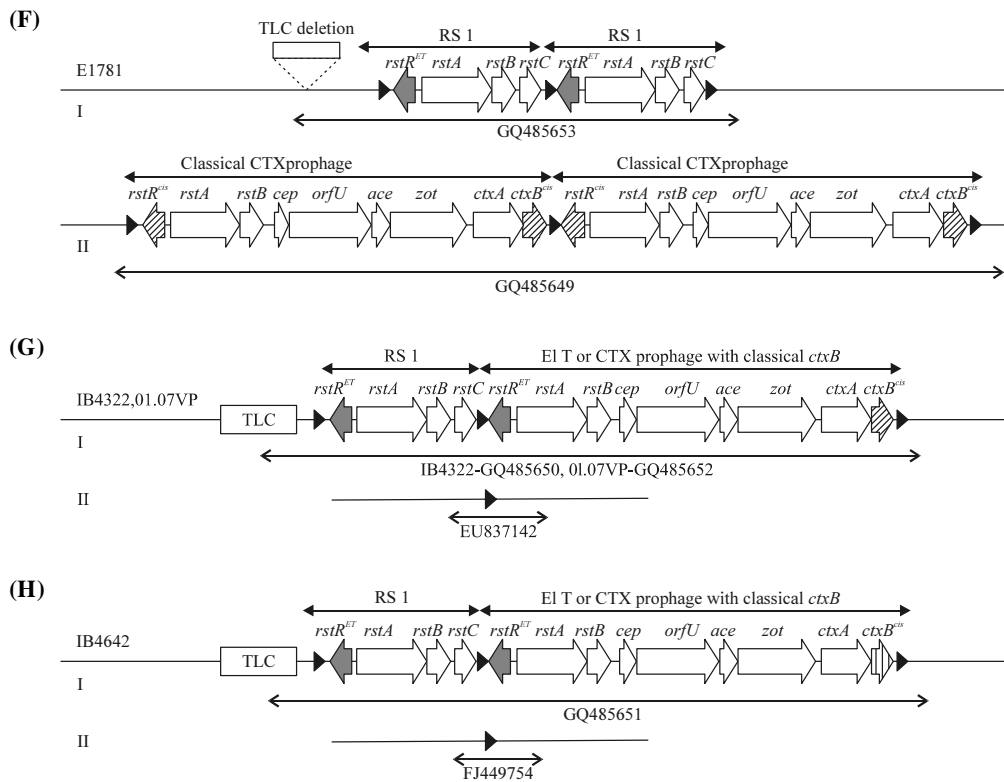 (F)
TLC deletion
RS 1 RS 1
E1781
rstR^ET rstA rstB rstC rstR^ET rstA rstB rstC
I
GQ485653
Classical CTXprophage Classical CTXprophage
rstR^cis rstA rstB cep orfU ace zot ctxA ctxB^cis rstR^cis rstA rstB cep orfU ace zot ctxA ctxB^cis
II
GQ485649
(G)
RS 1 El T or CTX prophage with classical ctxB
IB4322,01.07VP
rstR^ET rstA rstB rstC rstR^ET rstA rstB cep orfU ace zot ctxA ctxB^cis
TLC
I
IB4322-GQ485650, 0l.07VP-GQ485652
II
EU837142
(H)
RS 1 El T or CTX prophage with classical ctxB
IB4642
rstR^ET rstA rstB rstC rstR^ET rstA rstB cep orfU ace zot ctxA ctxB^cis
TLC
I
GQ485651
II
FJ449754